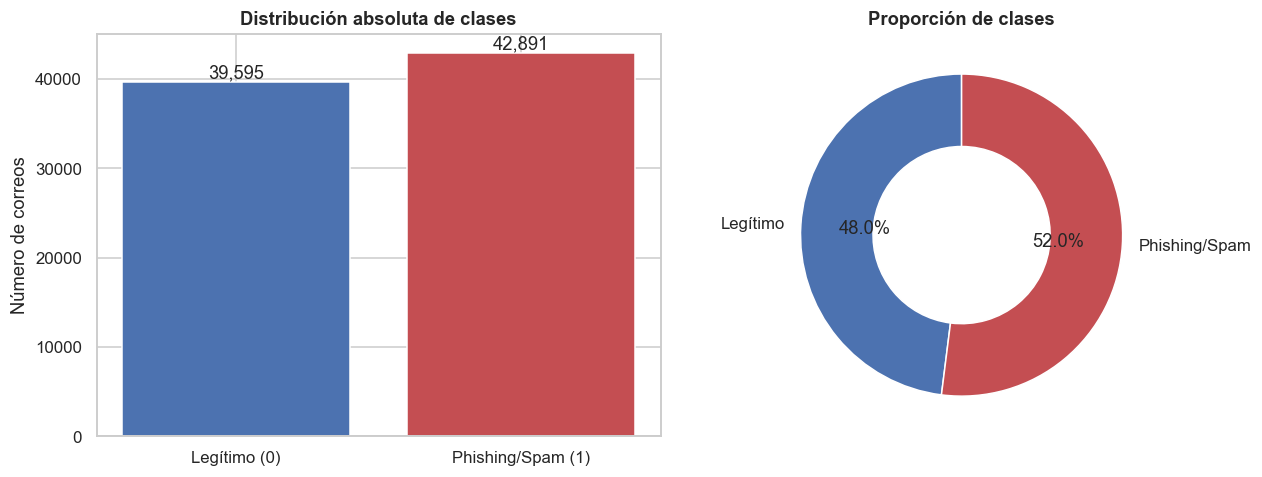 Distribución absoluta de clases
Número de correos
40000
30000
20000
10000
0
39,595
42,891
Legítimo (0)
Phishing/Spam (1)
Proporción de clases
Legítimo
48.0%
52.0%
Phishing/Spam